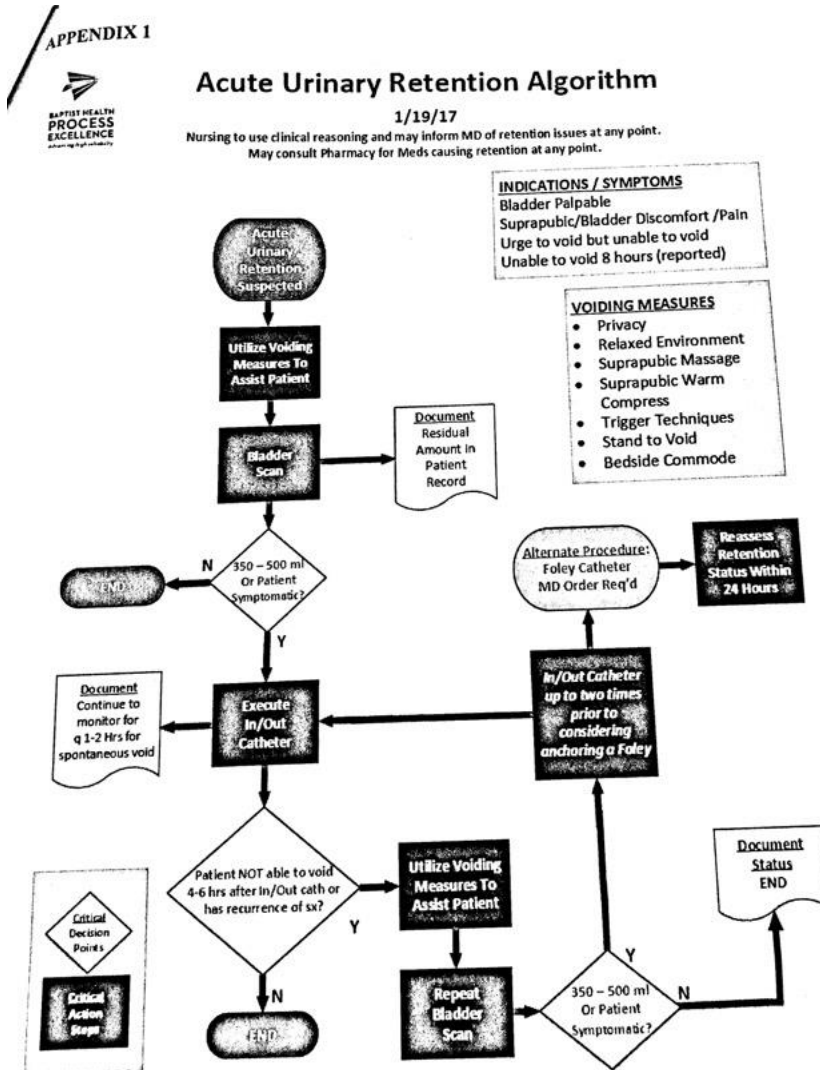 APPENDIX 1
BAPTIST HEALTH
PROCESS
EXCELLENCE
Advancing high reliability
Acute Urinary Retention Algorithm
1/19/17
Nursing to use clinical reasoning and may inform MD of retention issues at any point.
May consult Pharmacy for Meds causing retention at any point.
INDICATIONS / SYMPTOMS
Bladder Palpable
Suprapubic/Bladder Discomfort /Pain
Urge to void but unable to void
Unable to void 8 hours (reported)
VOIDING MEASURES
• Privacy
• Relaxed Environment
• Suprapubic Massage
• Suprapubic Warm
Compress
• Trigger Techniques
• Stand to Void
• Bedside Commode
Acute
Urinary
Retention
Suspected
Utilize Voiding
Measures To
Assist Patient
Bladder
Scan
Document
Residual
Amount in
Patient
Record
350 – 500 ml
Or Patient
Symptomatic?
N
END
Y
Execute
In/Out
Catheter
Document
Continue to
monitor for
q 1-2 Hrs for
spontaneous void
Patient NOT able to void
4-6 hrs after In/Out cath or
has recurrence of sx?
Y
N
END
Utilize Voiding
Measures To
Assist Patient
Repeat
Bladder
Scan
350 – 500 ml
Or Patient
Symptomatic?
Y
N
Document
Status
END
In/Out Catheter
up to two times
prior to
considering
anchoring a Foley
Alternate Procedure:
Foley Catheter
MD Order Req'd
Reassess
Retention
Status Within
24 Hours
Critical
Decision
Points
Critical
Action
Steps